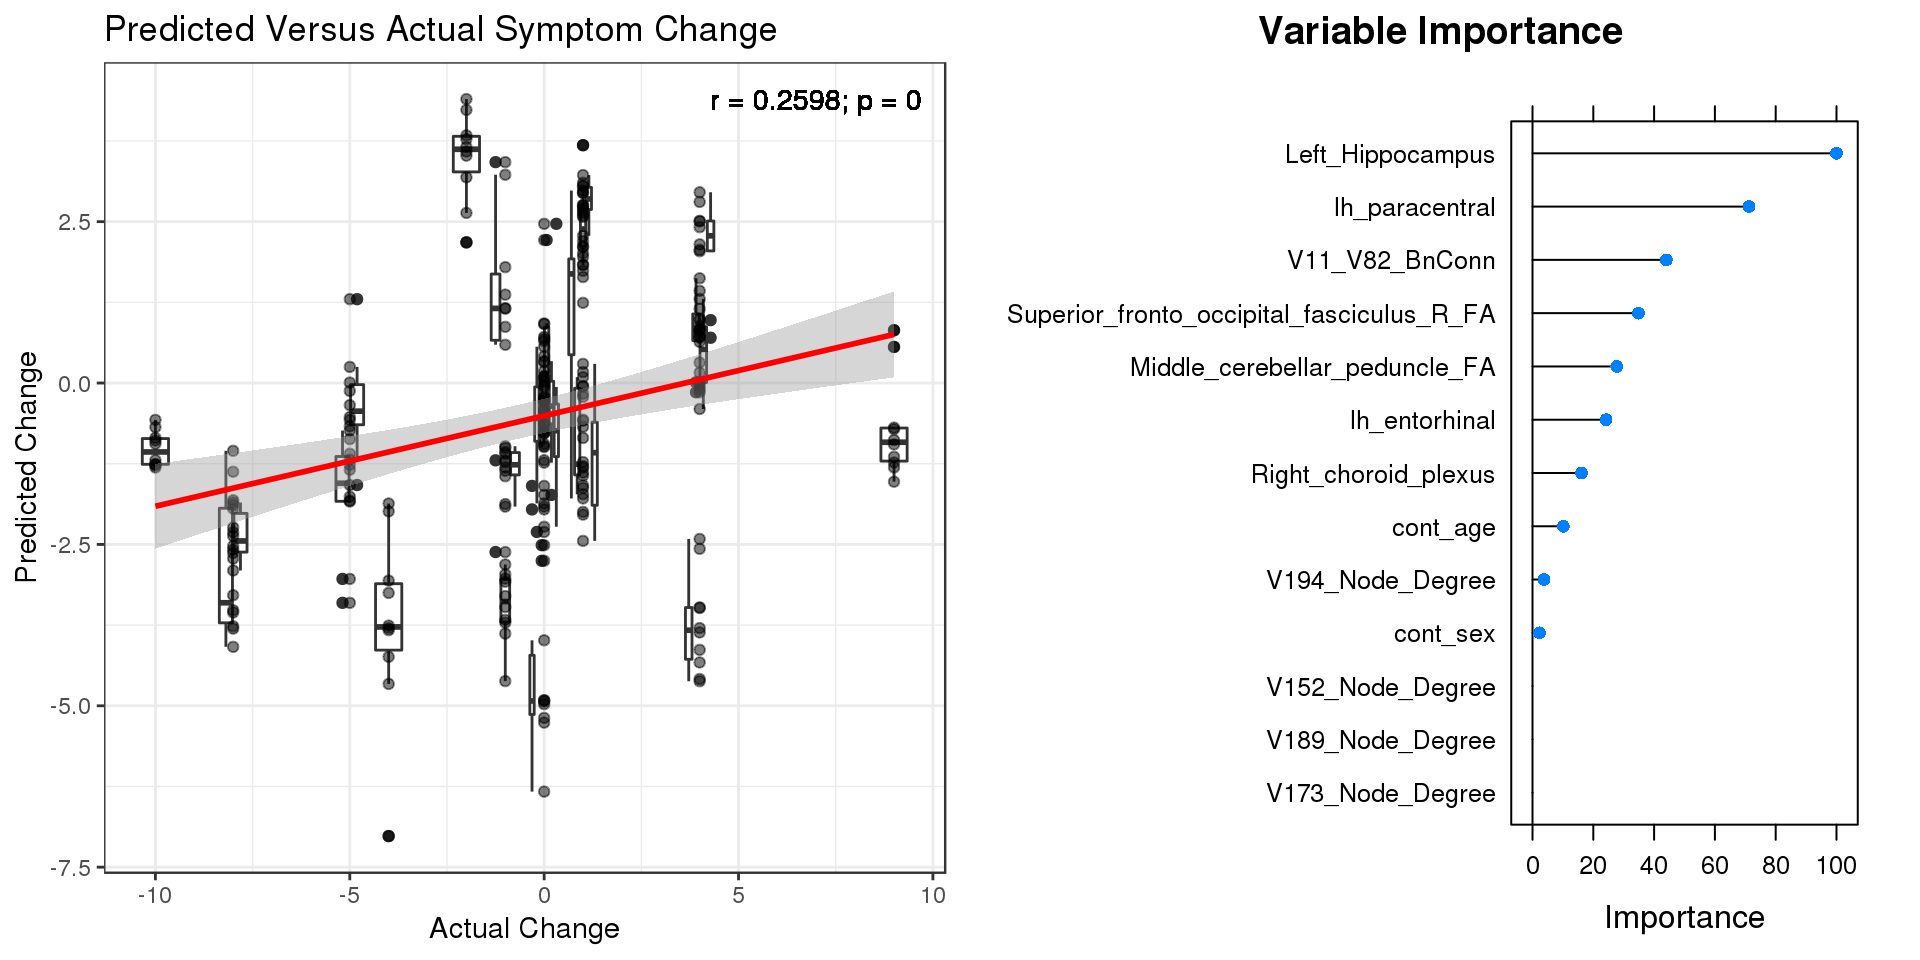 Predicted Versus Actual Symptom Change
r = 0.2598; p = 0
Predicted Change
2.5
0.0
-2.5
-5.0
-7.5
-10
-5
0
5
10
Actual Change
Variable Importance
Left_Hippocampus
lh_paracentral
V11_V82_BnConn
Superior_fronto_occipital_fasciculus_R_FA
Middle_cerebellar_peduncle_FA
lh_entorhinal
Right_choroid_plexus
cont_age
V194_Node_Degree
cont_sex
V152_Node_Degree
V189_Node_Degree
V173_Node_Degree
0
20
40
60
80
100
Importance